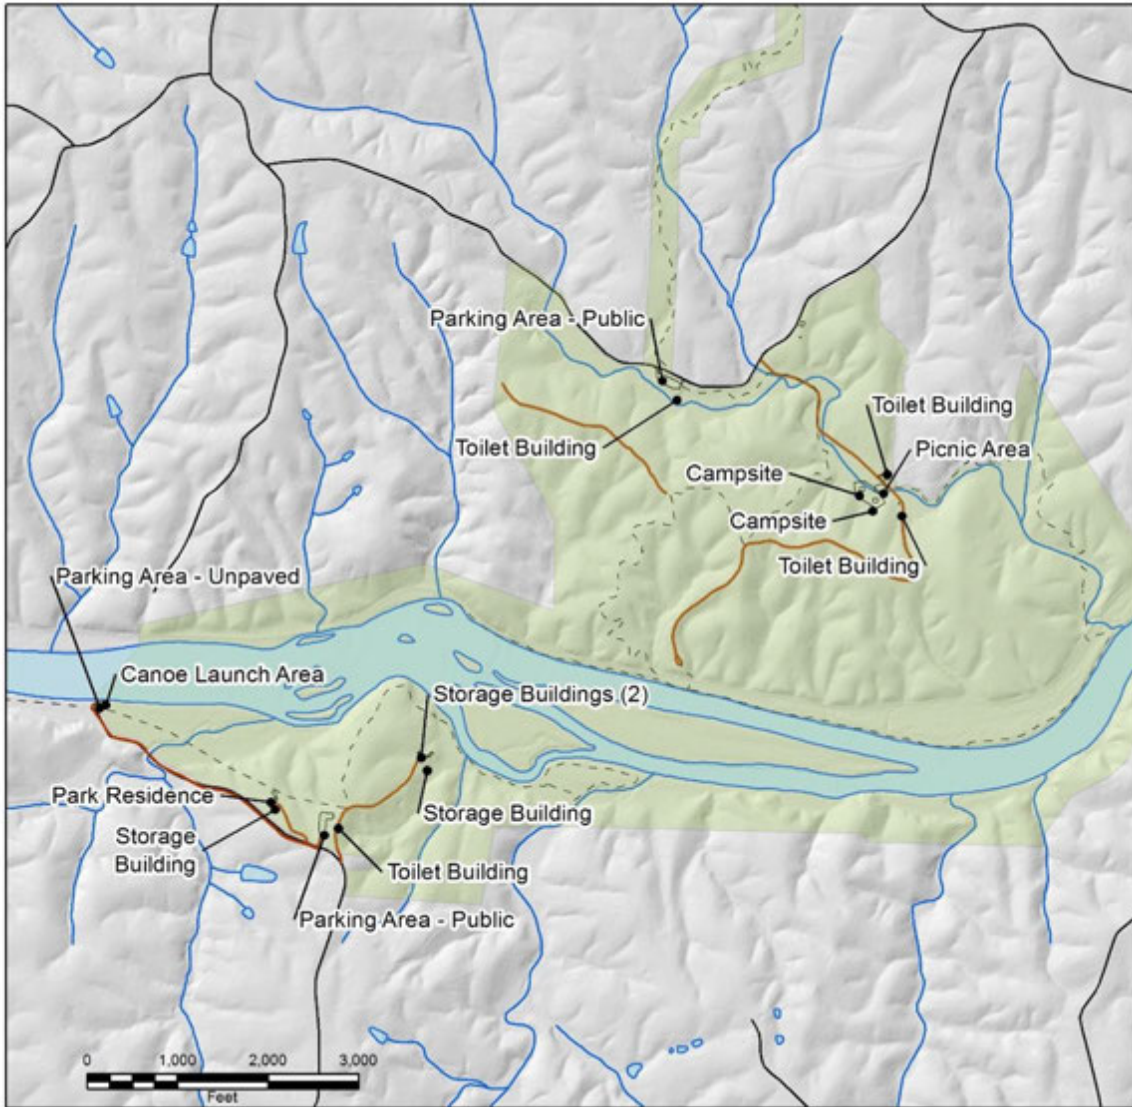 Parking Area - Public
Toilet Building
Toilet Building
Picnic Area
Campsite
Campsite
Toilet Building
Parking Area - Unpaved
Canoe Launch Area
Storage Buildings (2)
Park Residence
Storage Building
Storage
Building
Toilet Building
Parking Area - Public
0 1,000 2,000 3,000
Feet